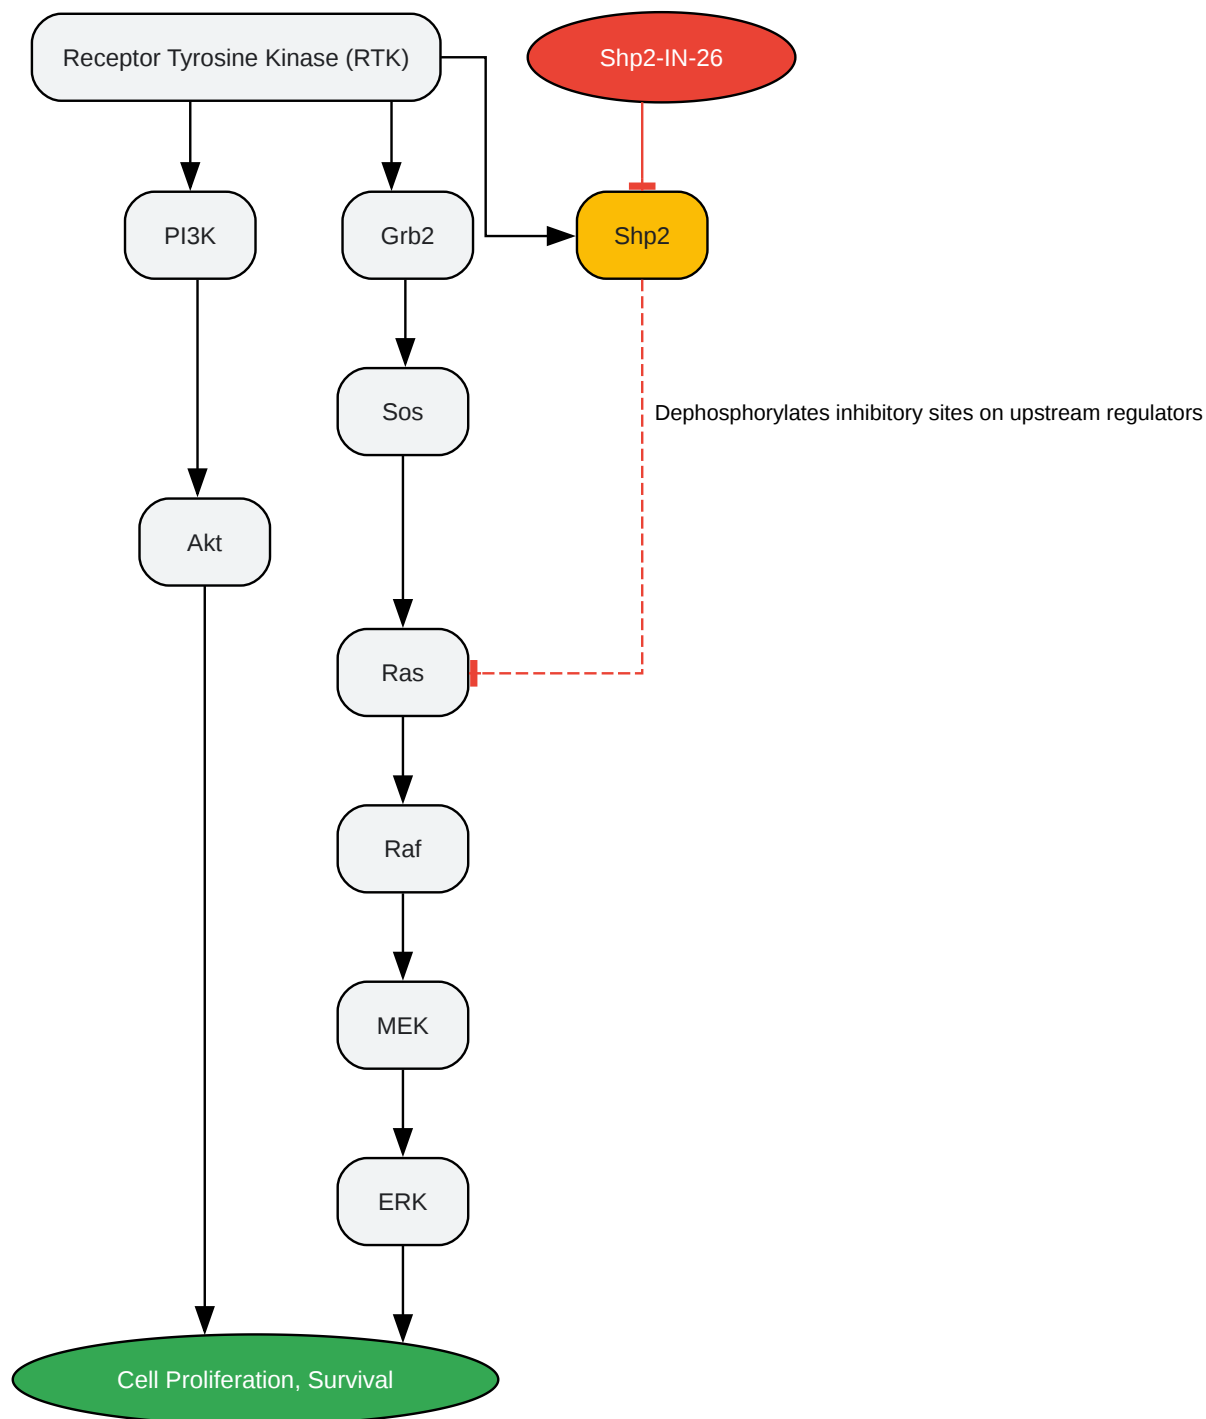 Receptor Tyrosine Kinase (RTK)
Shp2-IN-26
PI3K
Grb2
Shp2
Sos
Dephosphorylates inhibitory sites on upstream regulators
Akt
Ras
Raf
MEK
ERK
Cell Proliferation, Survival